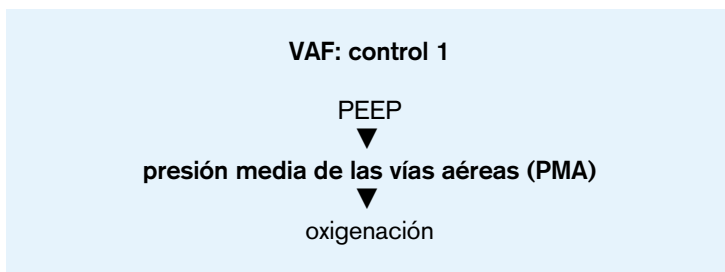 VAF: control 1
PEEP
▼
presión media de las vías aéreas (PMA)
▼
oxigenación